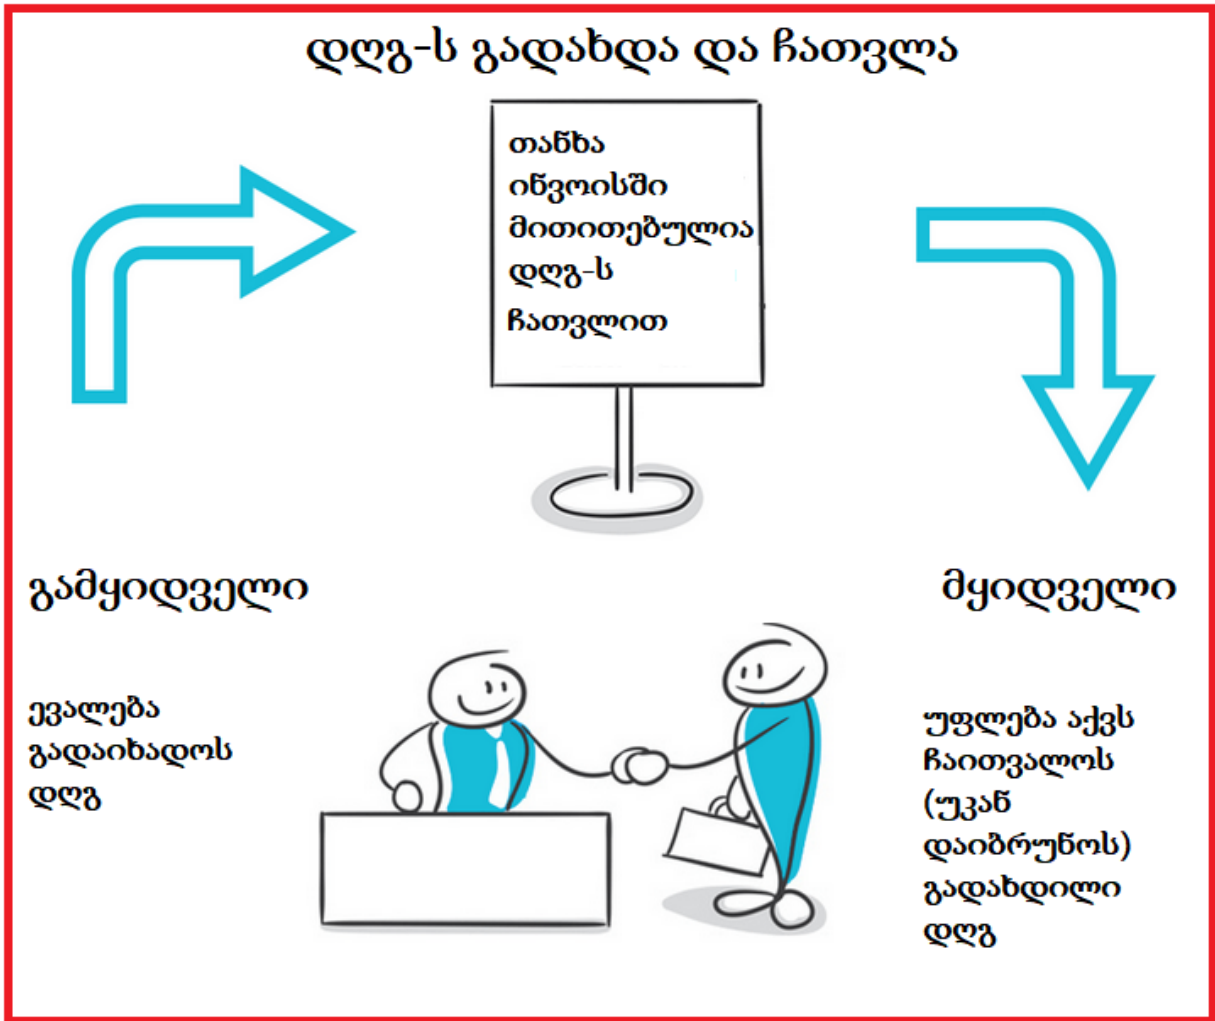 დღგ-ს გადახდა და ჩათვლა
თანხა
ინვოისში
მითითებულია
დღგ-ს
ჩათვლით
გამყიდველი
ევალება
გადაიხადოს
დღგ
მყიდველი
უფლება აქვს
ჩაითვალოს
(უკან
დაიბრუნოს)
გადახდილი
დღგ